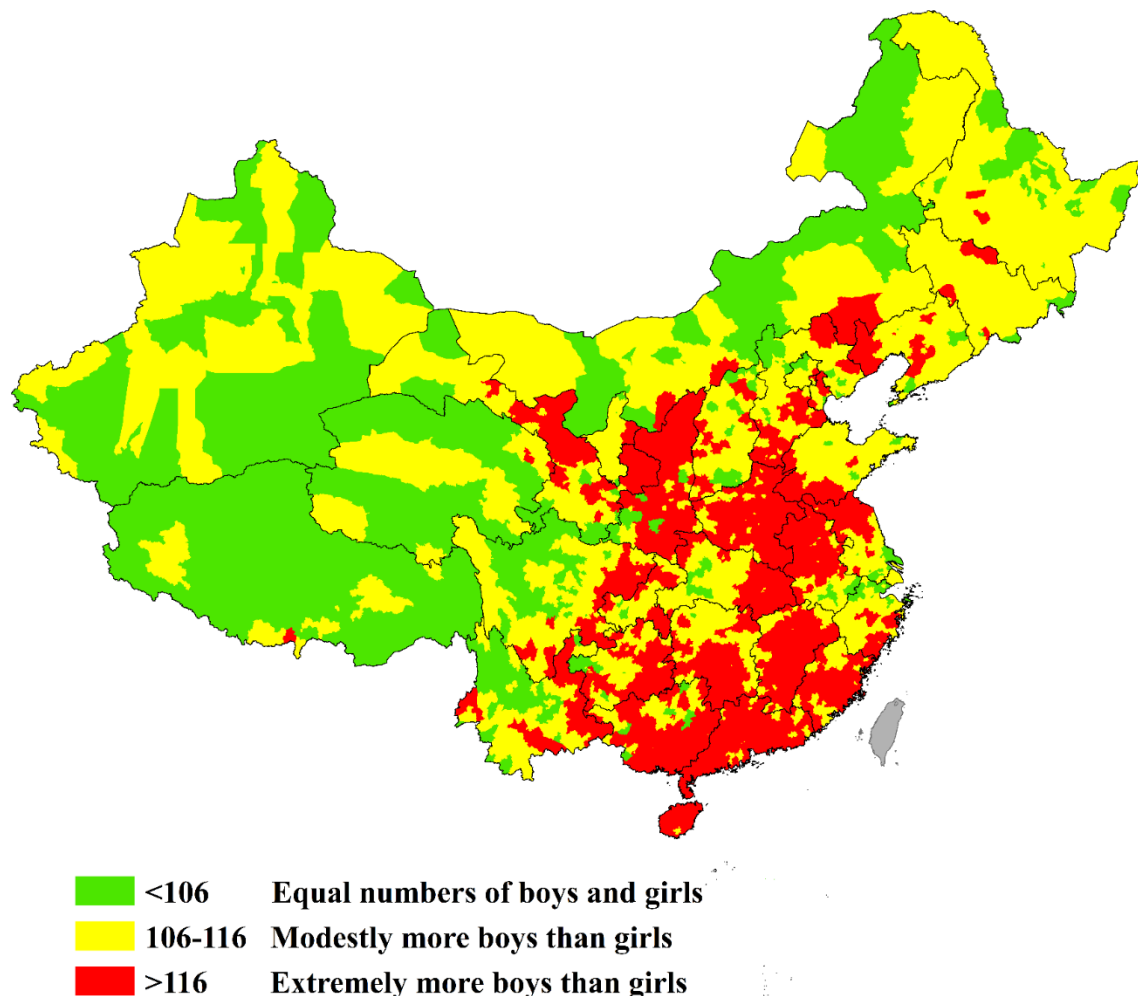 <106 Equal numbers of boys and girls
106-116 Modestly more boys than girls
>116 Extremely more boys than girls